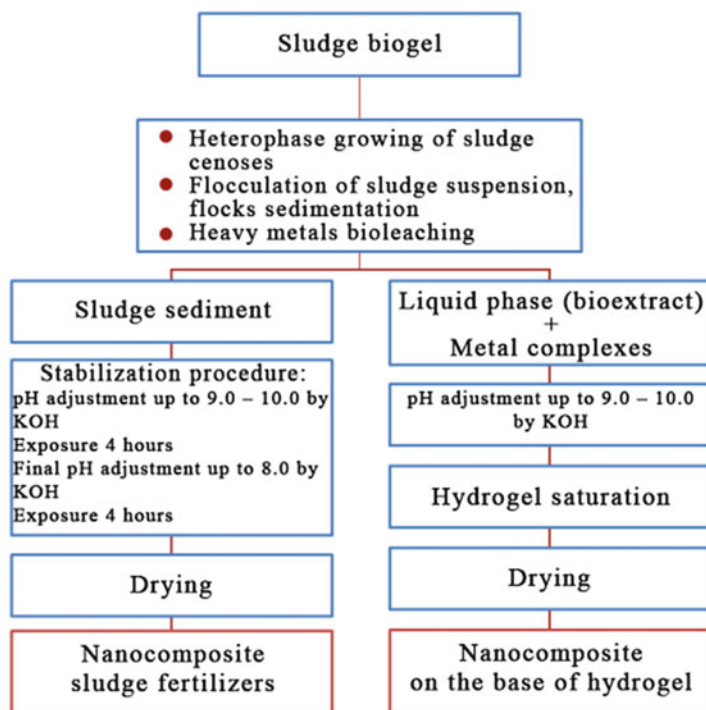 Sludge biogel
Heterophase growing of sludge
cenoses
Flocculation of sludge suspension,
flocks sedimentation
Heavy metals bioleaching
Sludge sediment
Stabilization procedure:
pH adjustment up to 9.0 – 10.0 by
KOH
Exposure 4 hours
Final pH adjustment up to 8.0 by
KOH
Exposure 4 hours
Drying
Nanocomposite
sludge fertilizers
Liquid phase (bioextract)
+
Metal complexes
pH adjustment up to 9.0 – 10.0
by KOH
Hydrogel saturation
Drying
Nanocomposite
on the base of hydrogel